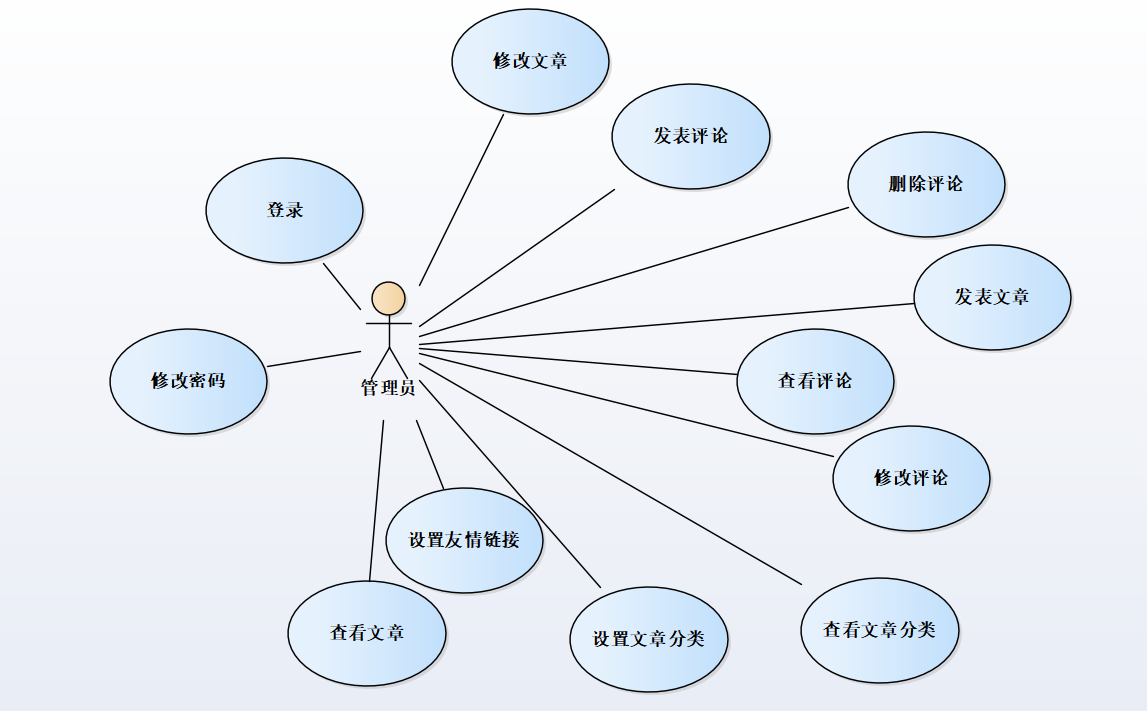 修改文章
发表评论
删除评论
登录
发表文章
修改密码
管理员
查看评论
修改评论
设置友情链接
查看文章
设置文章分类
查看文章分类